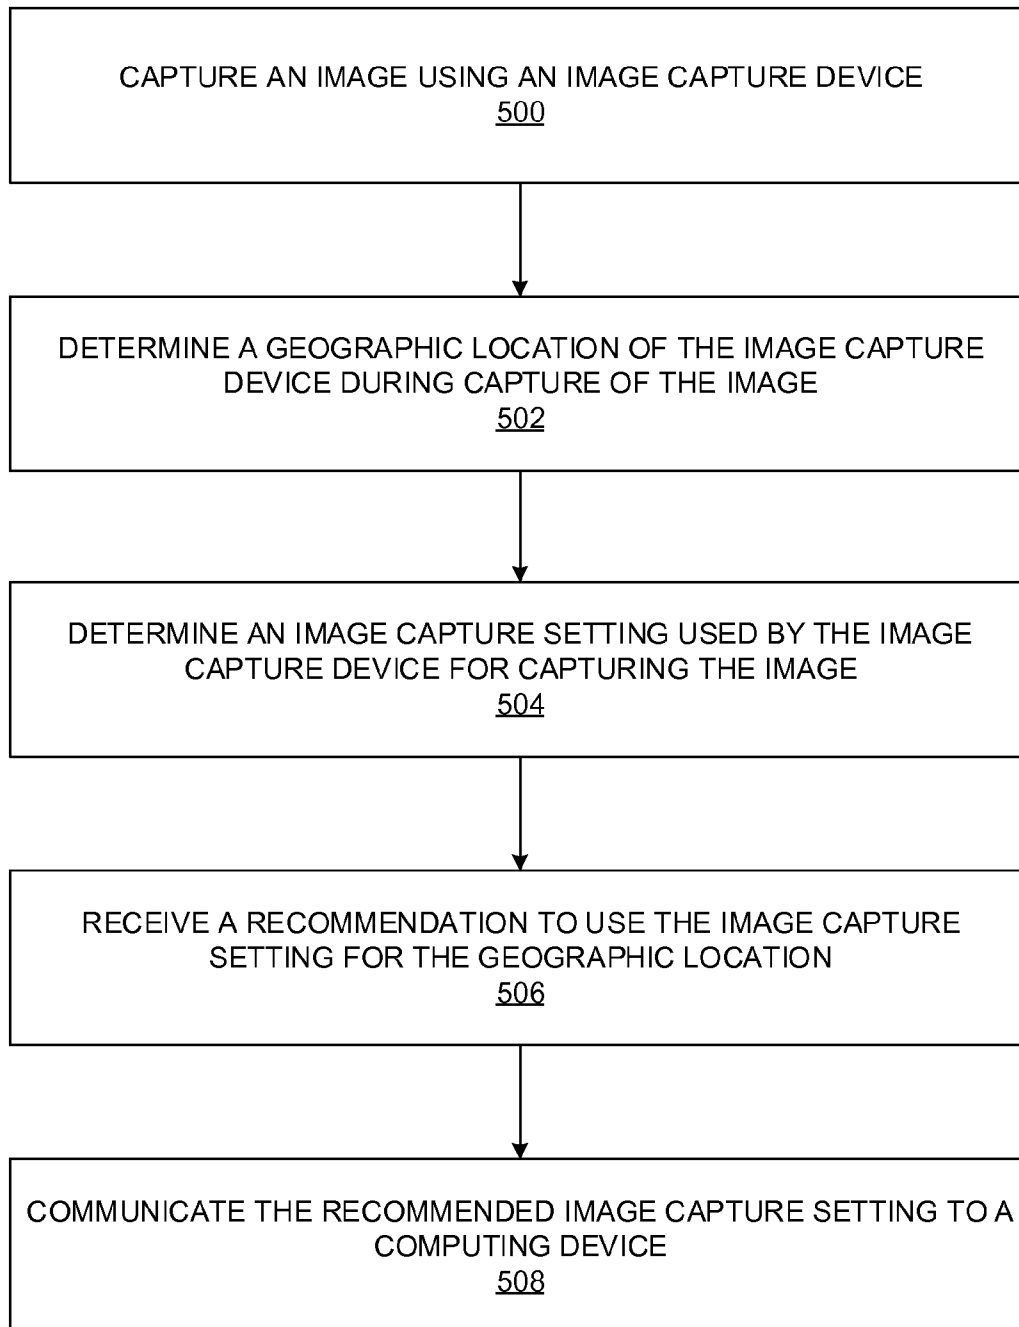 CAPTURE AN IMAGE USING AN IMAGE CAPTURE DEVICE
500
DETERMINE A GEOGRAPHIC LOCATION OF THE IMAGE CAPTURE
DEVICE DURING CAPTURE OF THE IMAGE
502
DETERMINE AN IMAGE CAPTURE SETTING USED BY THE IMAGE
CAPTURE DEVICE FOR CAPTURING THE IMAGE
504
RECEIVE A RECOMMENDATION TO USE THE IMAGE CAPTURE
SETTING FOR THE GEOGRAPHIC LOCATION
506
COMMUNICATE THE RECOMMENDED IMAGE CAPTURE SETTING TO A
COMPUTING DEVICE
508